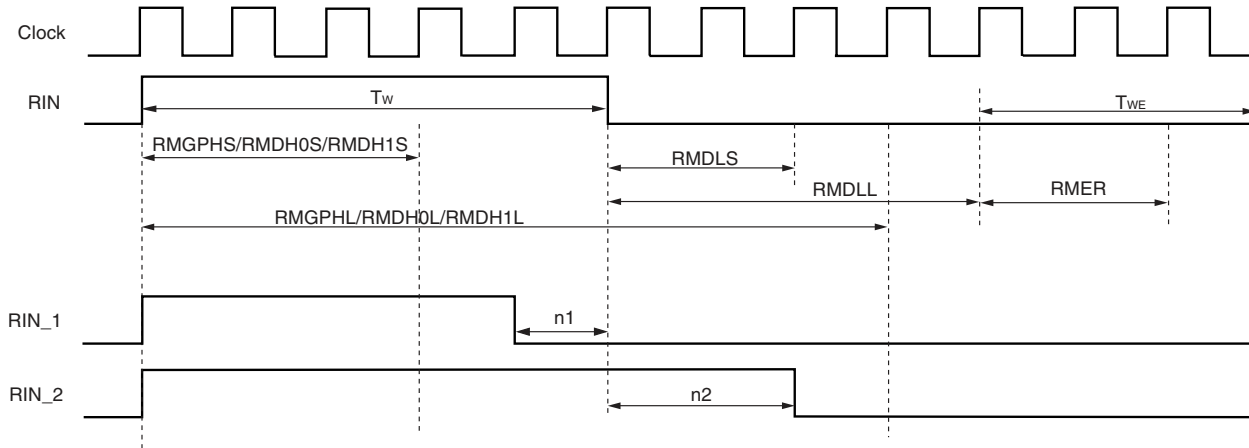 Clock
RIN
TW
TWE
RMGPHS/RMDH0S/RMDH1S
RMDLS
RMDLL
RMER
RMGPHL/RMDH0L/RMDH1L
RIN_1
n1
RIN_2
n2